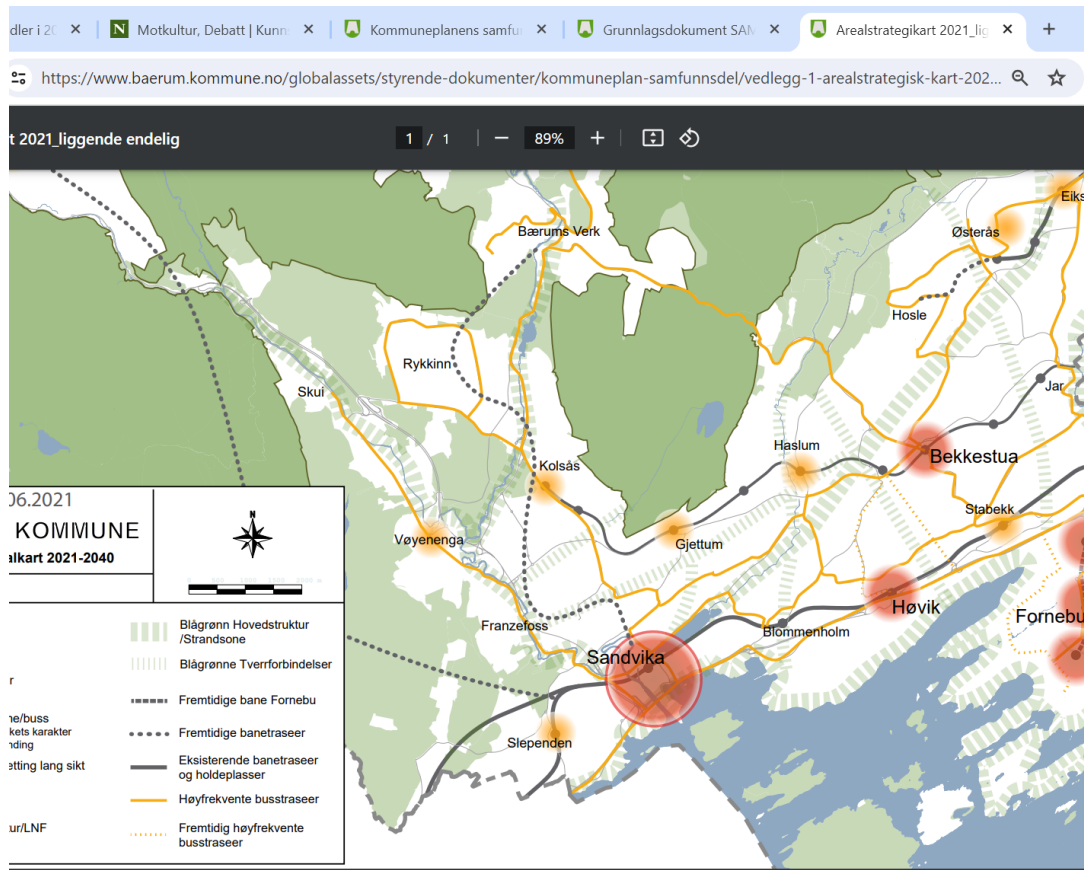 dler i 20
Motkultur, Debatt | Kunn
Kommuneplanens samfu
Grunnlagsdokument SAM
Arealstrategikart 2021_lig
https://www.baerum.kommune.no/globalassets/styrende-dokumenter/kommuneplan-samfunnsdel/vedlegg-1-arealstrategisk-kart-202...
t 2021_liggende endelig
1 / 1
89%
Eiks
Bærums Verk
Østerås
Hosle
Rykkinn
Skui
Jar
Haslum
Bekkestua
Kolsås
Stabekk
Vøyenenga
Gjettum
Høvik
Fornebu
Franzefoss
Blommenholm
Sandvika
Slependen
06.2021
KOMMUNE
alkart 2021-2040
N
Blågrønn Hovedstruktur
/Strandsone
Blågrønne Tverrforbindelser
r
Fremtidige bane Fornebu
ne/buss
kets karakter
nding
Fremtidige banetraseer
etting lang sikt
Eksisterende banetraseer
og holdeplasser
Høyfrekvente busstraseer
tur/LNF
Fremtidig høyfrekvente
busstraseer